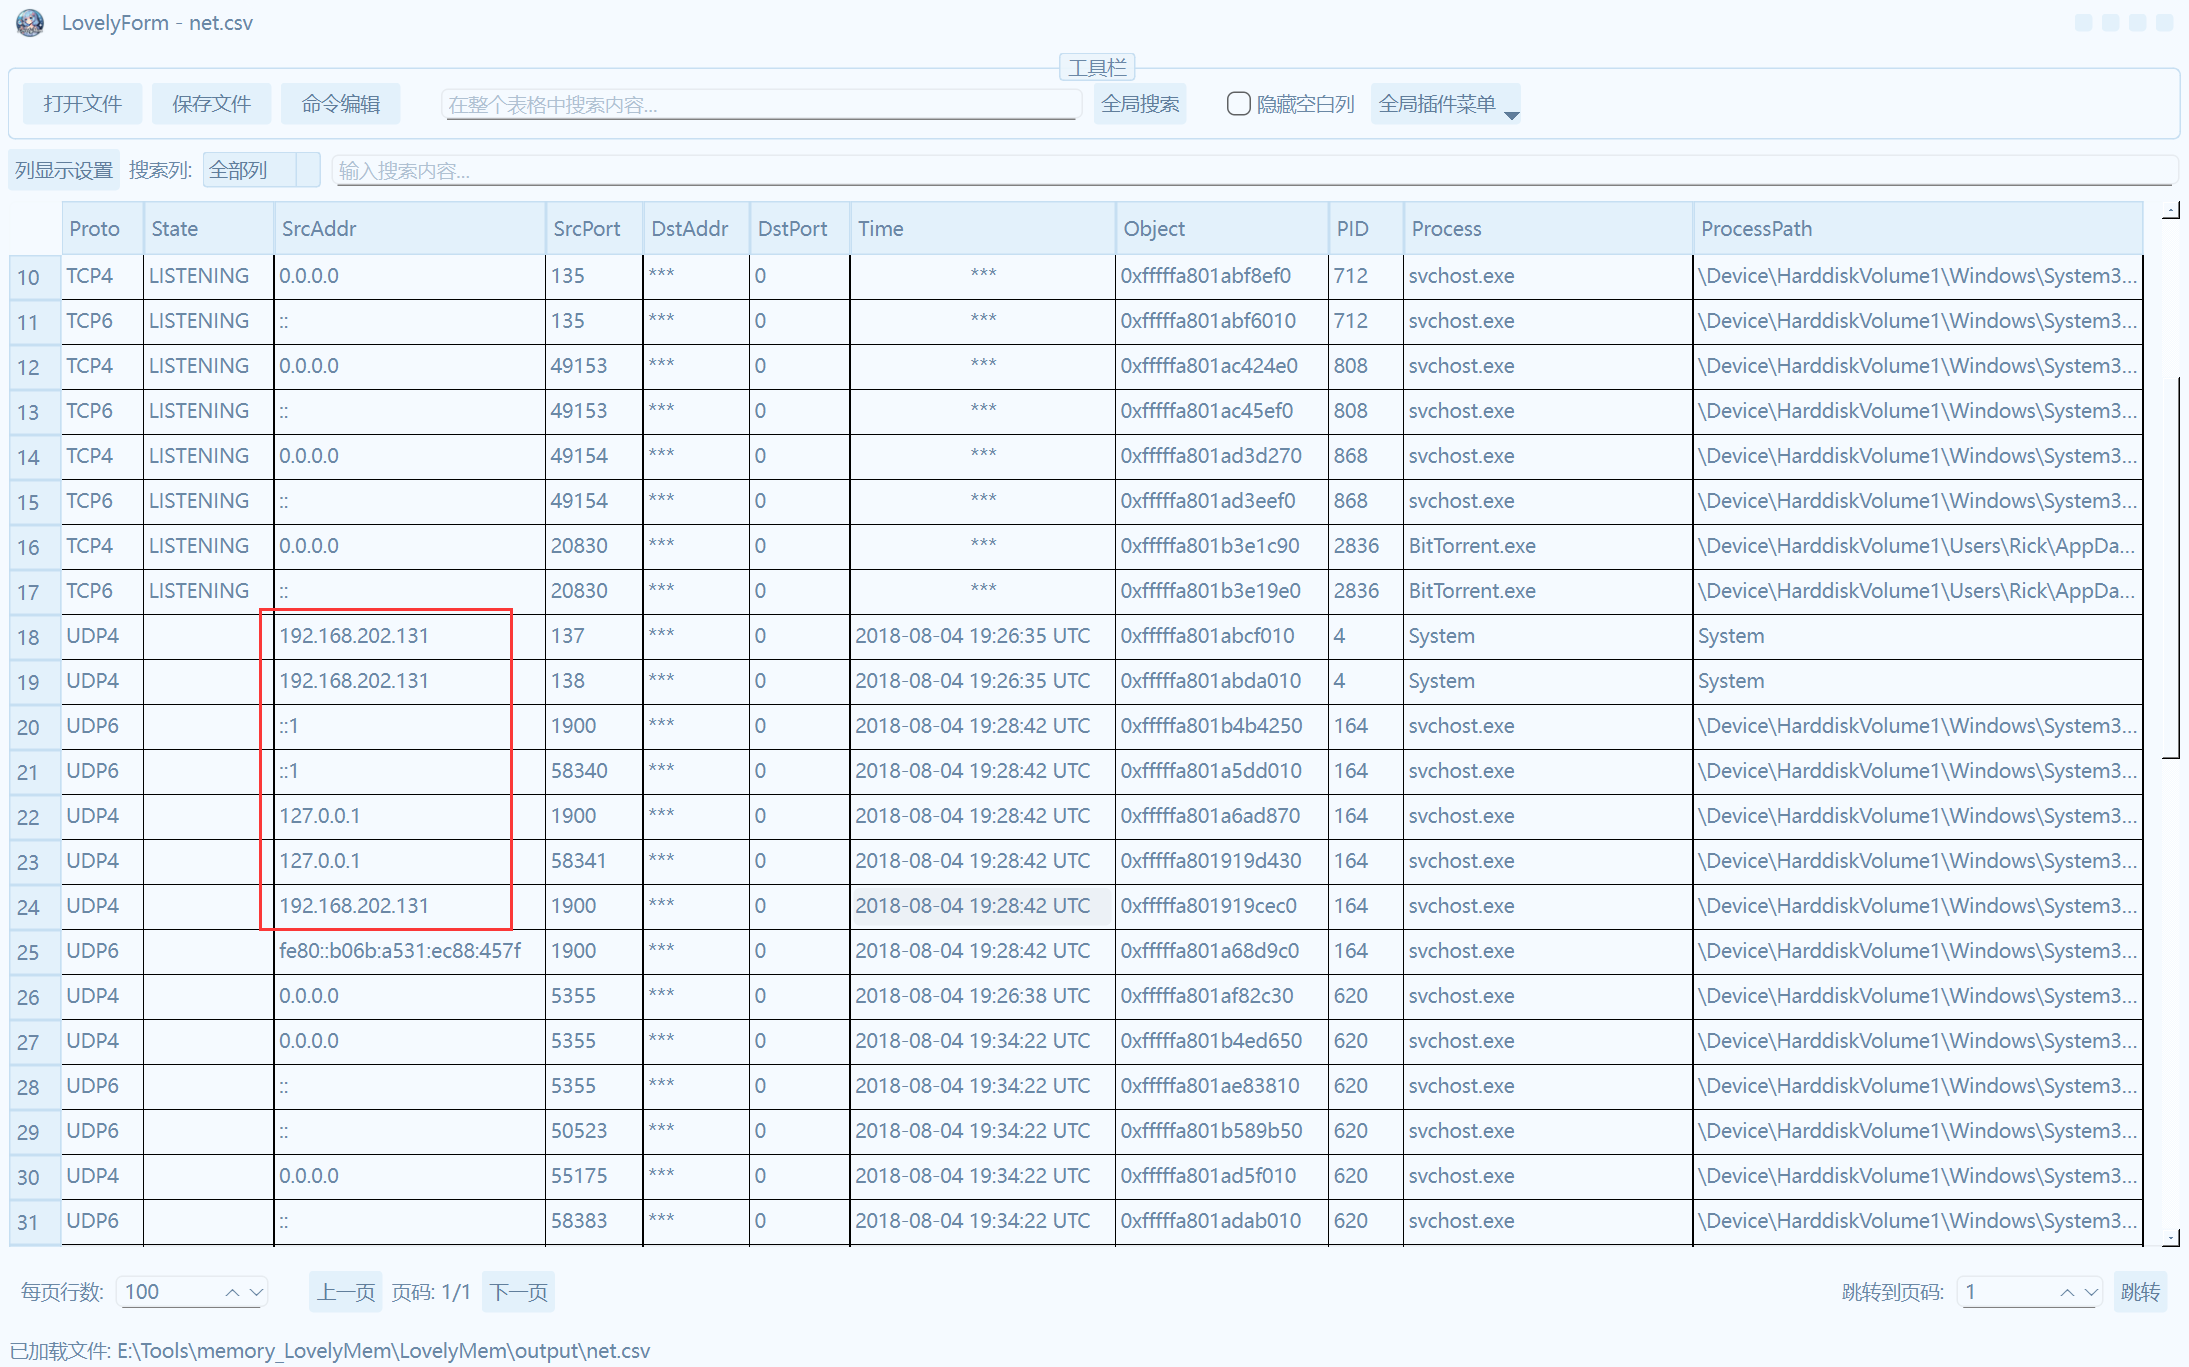 LovelyForm - net.csv
工具栏
打开文件 保存文件 命令编辑 在整个表格中搜索内容... 全局搜索 隐藏空白列 全局插件菜单
列显示设置 搜索列: 全部列 输入搜索内容...
Proto State SrcAddr SrcPort DstAddr DstPort Time Object PID Process ProcessPath
10 TCP4 LISTENING 0.0.0.0 135 *** 0 *** 0xfffffa801abf8ef0 712 svchost.exe \Device\HarddiskVolume1\Windows\System3...
11 TCP6 LISTENING :: 135 *** 0 *** 0xfffffa801abf6010 712 svchost.exe \Device\HarddiskVolume1\Windows\System3...
12 TCP4 LISTENING 0.0.0.0 49153 *** 0 *** 0xfffffa801ac424e0 808 svchost.exe \Device\HarddiskVolume1\Windows\System3...
13 TCP6 LISTENING :: 49153 *** 0 *** 0xfffffa801ac45ef0 808 svchost.exe \Device\HarddiskVolume1\Windows\System3...
14 TCP4 LISTENING 0.0.0.0 49154 *** 0 *** 0xfffffa801ad3d270 868 svchost.exe \Device\HarddiskVolume1\Windows\System3...
15 TCP6 LISTENING :: 49154 *** 0 *** 0xfffffa801ad3eef0 868 svchost.exe \Device\HarddiskVolume1\Windows\System3...
16 TCP4 LISTENING 0.0.0.0 20830 *** 0 *** 0xfffffa801b3e1c90 2836 BitTorrent.exe \Device\HarddiskVolume1\Users\Rick\AppDa...
17 TCP6 LISTENING :: 20830 *** 0 *** 0xfffffa801b3e19e0 2836 BitTorrent.exe \Device\HarddiskVolume1\Users\Rick\AppDa...
18 UDP4 192.168.202.131 137 *** 0 2018-08-04 19:26:35 UTC 0xfffffa801abcf010 4 System System
19 UDP4 192.168.202.131 138 *** 0 2018-08-04 19:26:35 UTC 0xfffffa801abda010 4 System System
20 UDP6 ::1 1900 *** 0 2018-08-04 19:28:42 UTC 0xfffffa801b4b4250 164 svchost.exe \Device\HarddiskVolume1\Windows\System3...
21 UDP6 ::1 58340 *** 0 2018-08-04 19:28:42 UTC 0xfffffa801a5dd010 164 svchost.exe \Device\HarddiskVolume1\Windows\System3...
22 UDP4 127.0.0.1 1900 *** 0 2018-08-04 19:28:42 UTC 0xfffffa801a6ad870 164 svchost.exe \Device\HarddiskVolume1\Windows\System3...
23 UDP4 127.0.0.1 58341 *** 0 2018-08-04 19:28:42 UTC 0xfffffa801919d430 164 svchost.exe \Device\HarddiskVolume1\Windows\System3...
24 UDP4 192.168.202.131 1900 *** 0 2018-08-04 19:28:42 UTC 0xfffffa801919cec0 164 svchost.exe \Device\HarddiskVolume1\Windows\System3...
25 UDP6 fe80::b06b:a531:ec88:457f 1900 *** 0 2018-08-04 19:28:42 UTC 0xfffffa801a68d9c0 164 svchost.exe \Device\HarddiskVolume1\Windows\System3...
26 UDP4 0.0.0.0 5355 *** 0 2018-08-04 19:26:38 UTC 0xfffffa801af82c30 620 svchost.exe \Device\HarddiskVolume1\Windows\System3...
27 UDP4 0.0.0.0 5355 *** 0 2018-08-04 19:34:22 UTC 0xfffffa801b4ed650 620 svchost.exe \Device\HarddiskVolume1\Windows\System3...
28 UDP6 :: 5355 *** 0 2018-08-04 19:34:22 UTC 0xfffffa801ae83810 620 svchost.exe \Device\HarddiskVolume1\Windows\System3...
29 UDP6 :: 50523 *** 0 2018-08-04 19:34:22 UTC 0xfffffa801b589b50 620 svchost.exe \Device\HarddiskVolume1\Windows\System3...
30 UDP4 0.0.0.0 55175 *** 0 2018-08-04 19:34:22 UTC 0xfffffa801ad5f010 620 svchost.exe \Device\HarddiskVolume1\Windows\System3...
31 UDP6 :: 58383 *** 0 2018-08-04 19:34:22 UTC 0xfffffa801adab010 620 svchost.exe \Device\HarddiskVolume1\Windows\System3...
每页行数: 100 上一页 页码: 1/1 下一页 跳转到页码: 1 跳转
已加载文件: E:\Tools\memory_LovelyMem\LovelyMem\output\net.csv